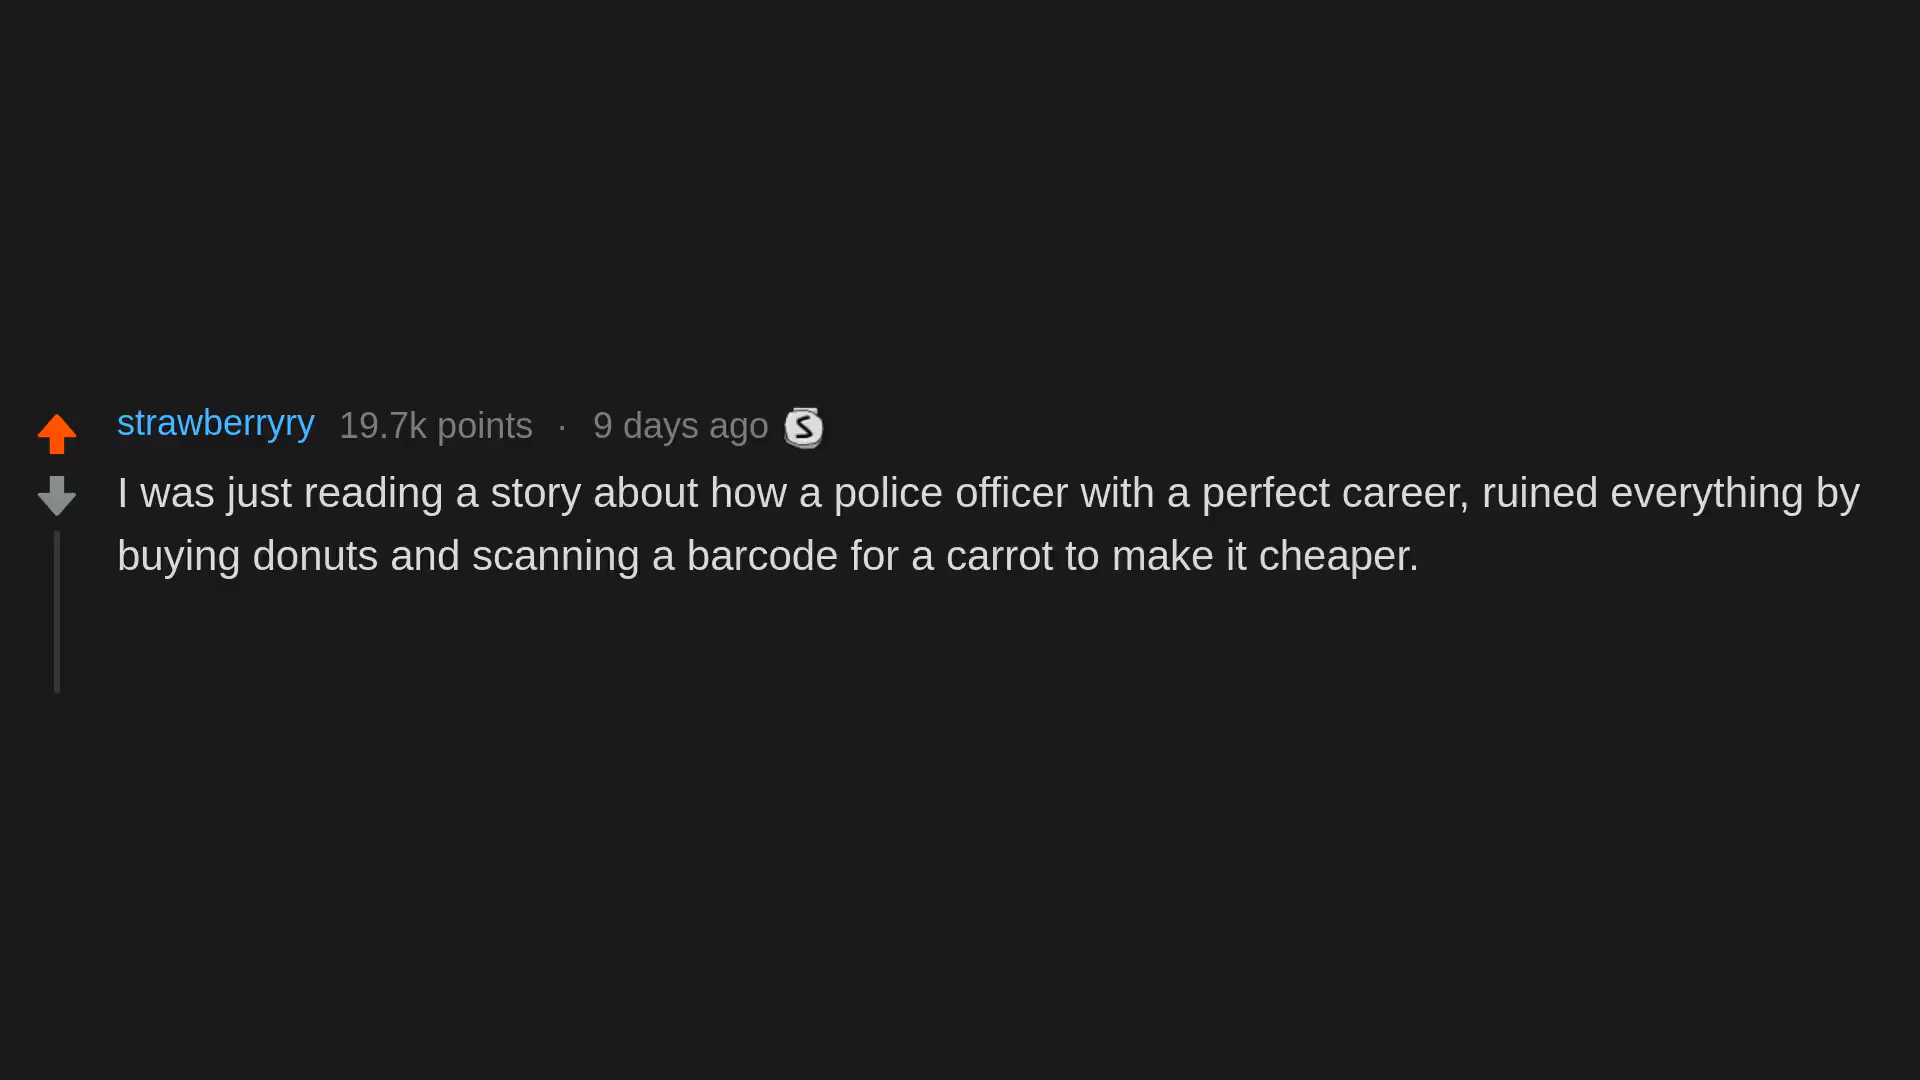 strawberryry 19.7k points · 9 days ago S
I was just reading a story about how a police officer with a perfect career, ruined everything by
buying donuts and scanning a barcode for a carrot to make it cheaper.